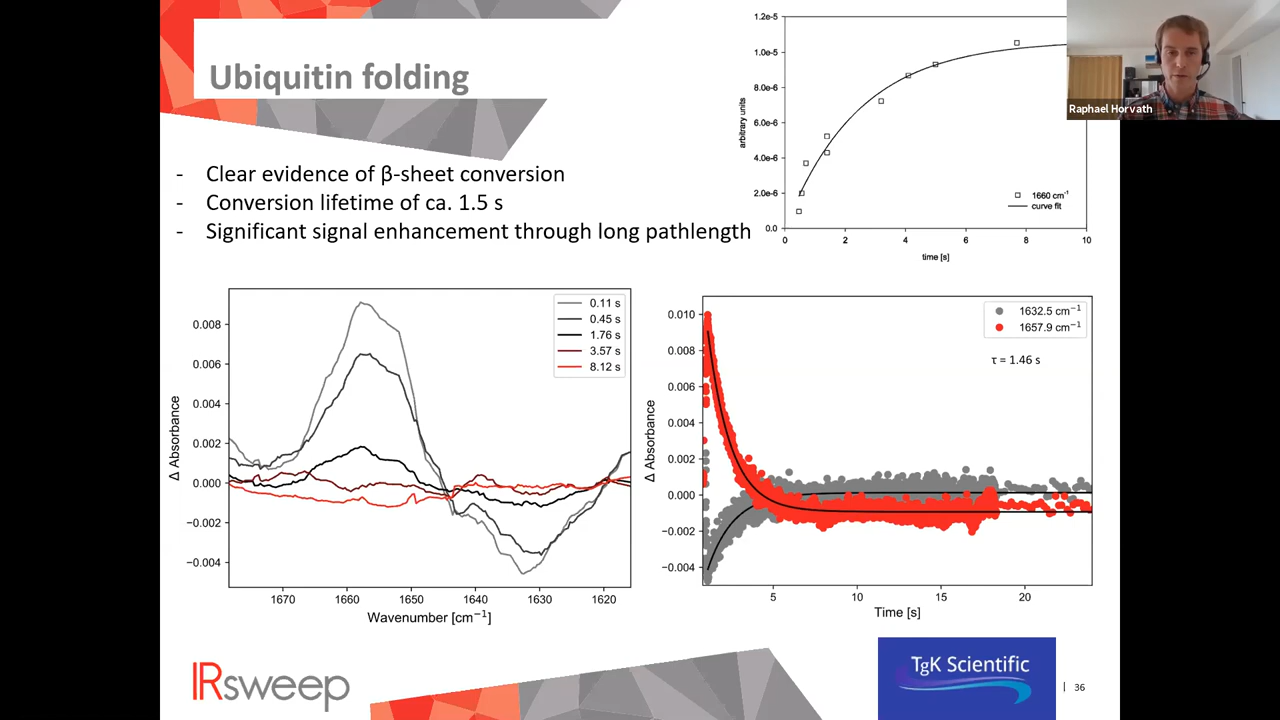 Ubiquitin folding
- Clear evidence of β-sheet conversion
- Conversion lifetime of ca. 1.5 s
- Significant signal enhancement through long pathlength
1.2e-5
1.0e-5
8.0e-6
6.0e-6
4.0e-6
2.0e-6
0.0
arbitrary units
0 2 4 6 8 10
time [s]
1660 cm⁻¹
curve fit
Raphael Horvath
0.008
0.006
0.004
0.002
0.000
−0.002
−0.004
Δ Absorbance
1670 1660 1650 1640 1630 1620
Wavenumber [cm⁻¹]
0.11 s
0.45 s
1.76 s
3.57 s
8.12 s
0.010
0.008
0.006
0.004
0.002
0.000
−0.002
−0.004
Δ Absorbance
5 10 15 20
Time [s]
1632.5 cm⁻¹
1657.9 cm⁻¹
τ = 1.46 s
IRsweep
TgK Scientific
| 36